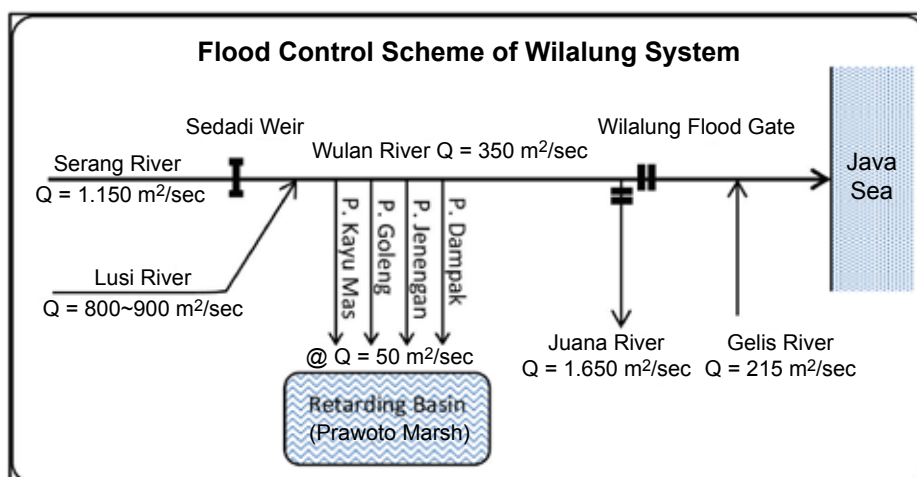 Flood Control Scheme of Wilalung System
Sedadi Weir
Wilalung Flood Gate
Serang River
Q = 1.150 m²/sec
Wulan River Q = 350 m²/sec
Java
Sea
Lusi River
Q = 800~900 m²/sec
P. Kayu Mas
P. Goleng
P. Jenengan
P. Dampak
@ Q = 50 m²/sec
Juana River
Q = 1.650 m²/sec
Gelis River
Q = 215 m²/sec
Retarding Basin
(Prawoto Marsh)